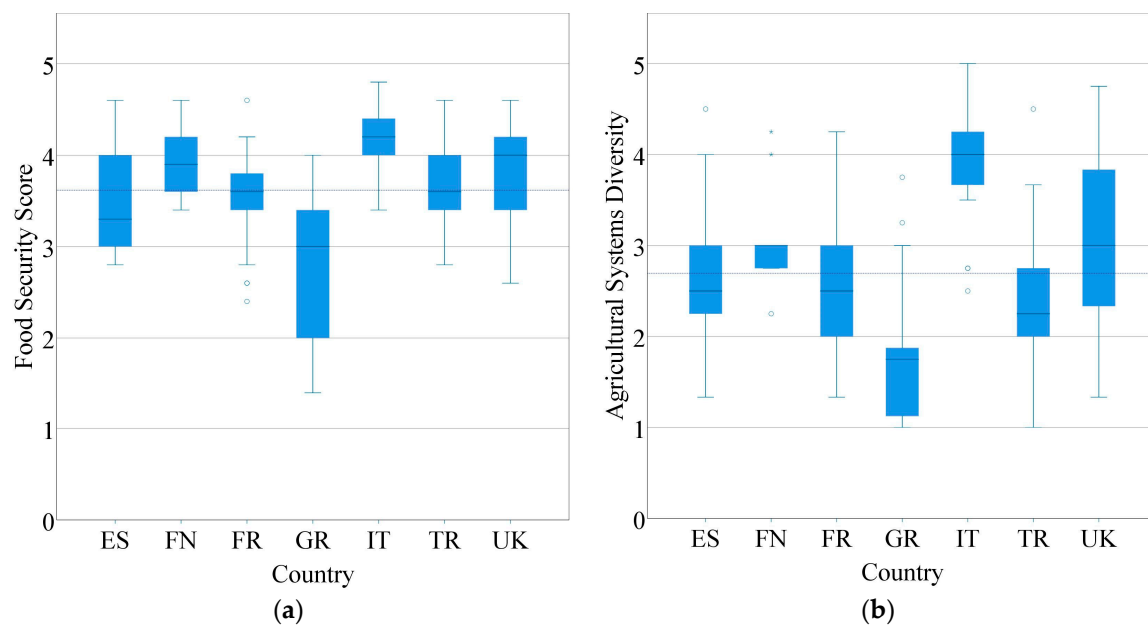 Food Security Score
5
4
3
2
1
0
ES FN FR GR IT TR UK
Country
(a)
Agricultural Systems Diversity
5
4
3
2
1
0
ES FN FR GR IT TR UK
Country
(b)